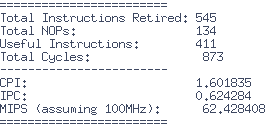 ========================
Total Instructions Retired: 545
Total NOPs: 134
Useful Instructions: 411
Total Cycles: 873
------------------------
CPI: 1.601835
IPC: 0.624284
MIPS (assuming 100MHz): 62.428408
========================